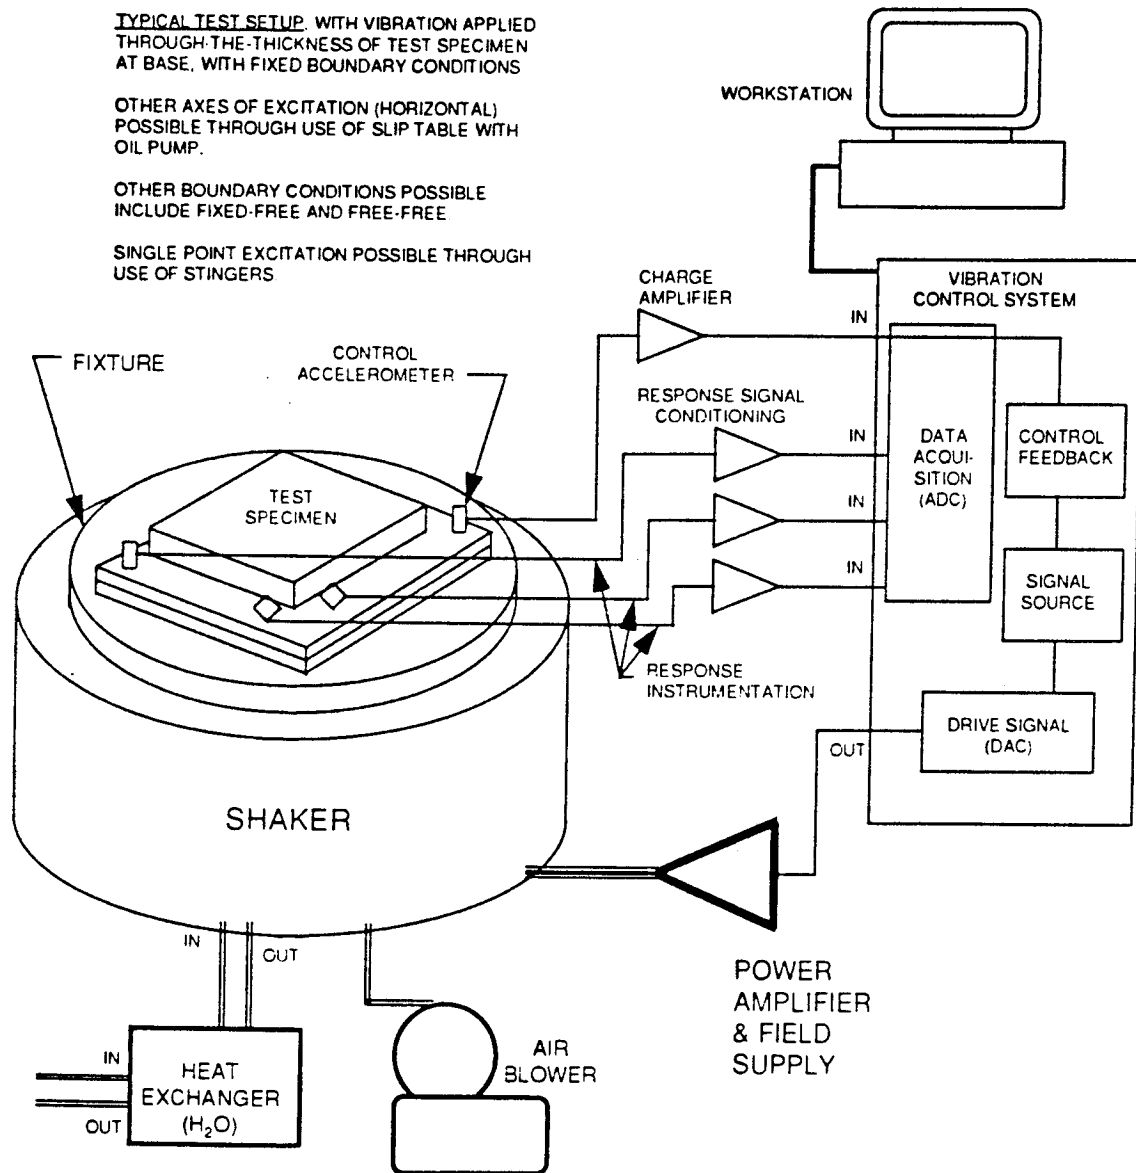 TYPICAL TEST SETUP, WITH VIBRATION APPLIED
THROUGH-THE-THICKNESS OF TEST SPECIMEN
AT BASE, WITH FIXED BOUNDARY CONDITIONS
OTHER AXES OF EXCITATION (HORIZONTAL)
POSSIBLE THROUGH USE OF SLIP TABLE WITH
OIL PUMP.
OTHER BOUNDARY CONDITIONS POSSIBLE
INCLUDE FIXED-FREE AND FREE-FREE
SINGLE POINT EXCITATION POSSIBLE THROUGH
USE OF STINGERS
WORKSTATION
CHARGE
AMPLIFIER
VIBRATION
CONTROL SYSTEM
IN
FIXTURE
CONTROL
ACCELEROMETER
RESPONSE SIGNAL
CONDITIONING
IN
IN
IN
DATA
ACQUI-
SITION
(ADC)
CONTROL
FEEDBACK
TEST
SPECIMEN
SIGNAL
SOURCE
RESPONSE
INSTRUMENTATION
DRIVE SIGNAL
(DAC)
OUT
SHAKER
IN
OUT
POWER
AMPLIFIER
& FIELD
SUPPLY
IN
OUT
HEAT
EXCHANGER
(H₂O)
AIR
BLOWER